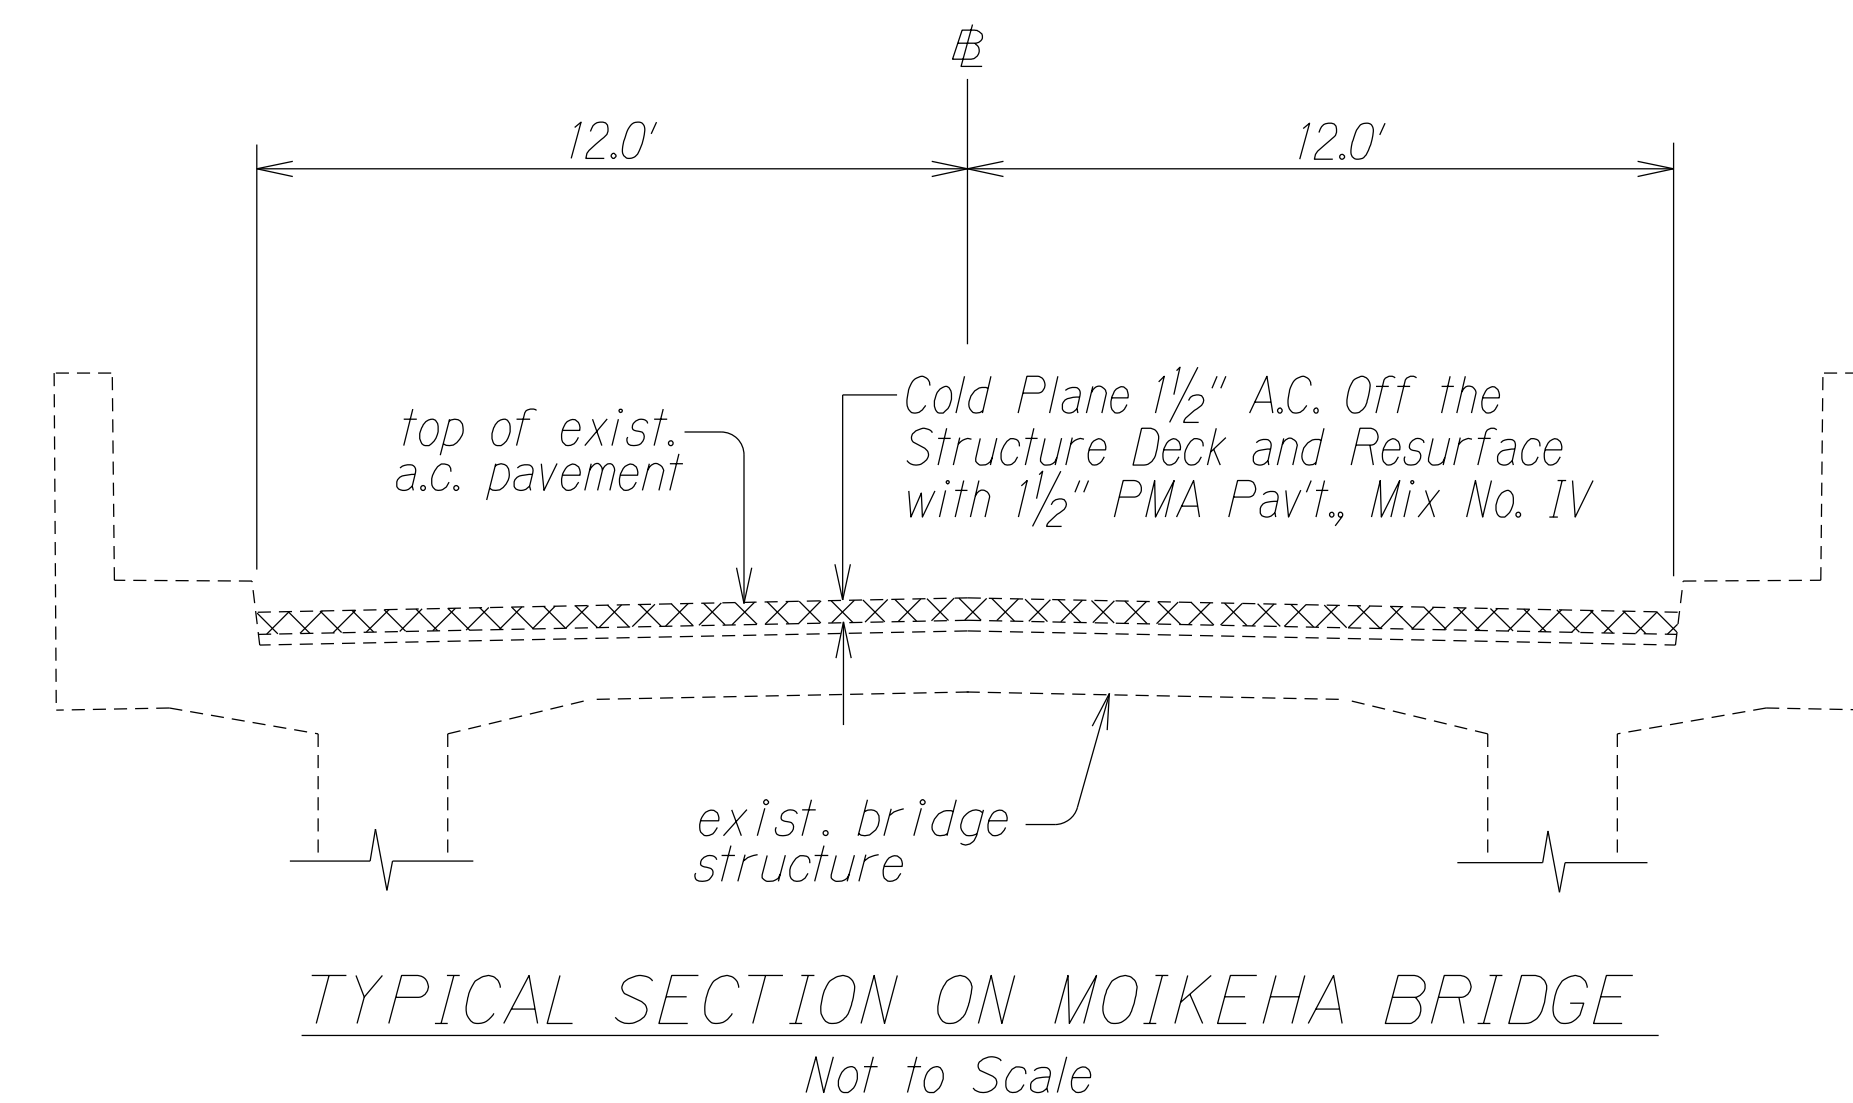 ℄
12.0'
12.0'
top of exist.
a.c. pavement
Cold Plane 1½" A.C. Off the
Structure Deck and Resurface
with 1½" PMA Pav't., Mix No. IV
exist. bridge
structure
TYPICAL SECTION ON MOIKEHA BRIDGE
Not to Scale